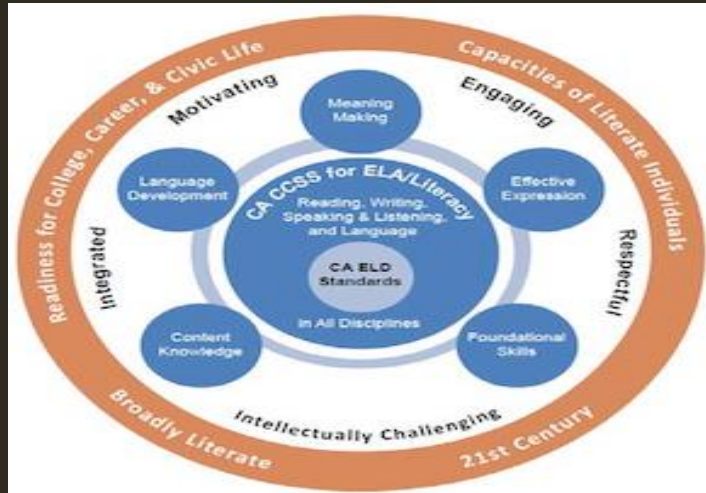 Readiness for College, Career, & Civic Life
Capacities of Literate Individuals
Motivating
Engaging
Meaning
Making
Language
Development
Effective
Expression
CA CCSS for ELA/Literacy
Reading, Writing,
Speaking & Listening,
and Language
CA ELD
Standards
in All Disciplines
Integrated
Respectful
Content
Knowledge
Foundational
Skills
Intellectually Challenging
Broadly Literate
21st Century